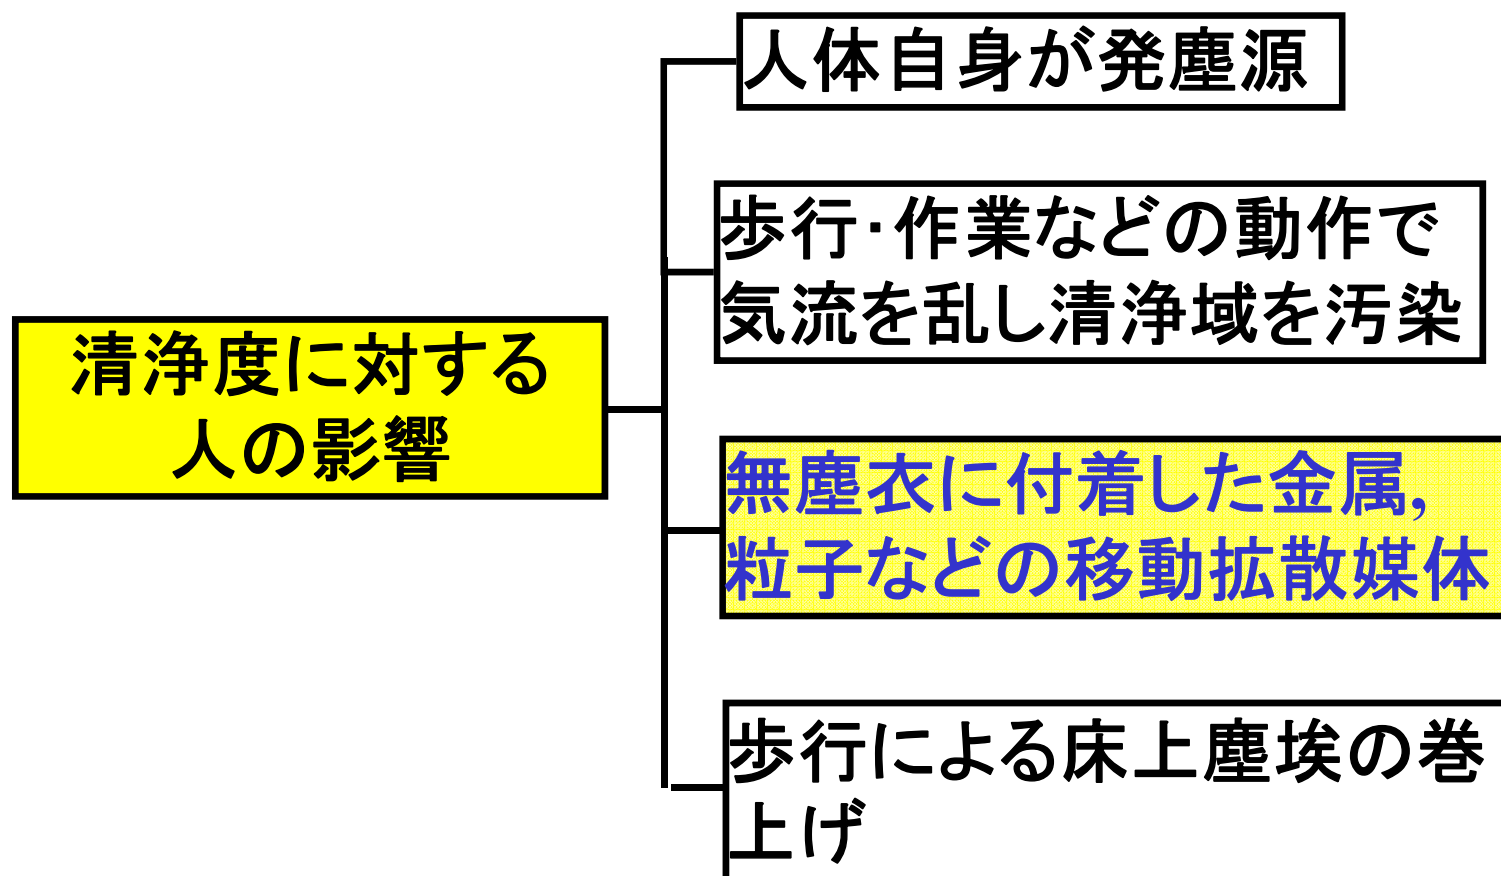 人体自身が発塵源
歩行・作業などの動作で
気流を乱し清浄域を汚染
清浄度に対する
人の影響
無塵衣に付着した金属,
粒子などの移動拡散媒体
歩行による床上塵埃の巻
上げ